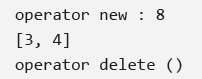 operator new : 8
[3, 4]
operator delete ()